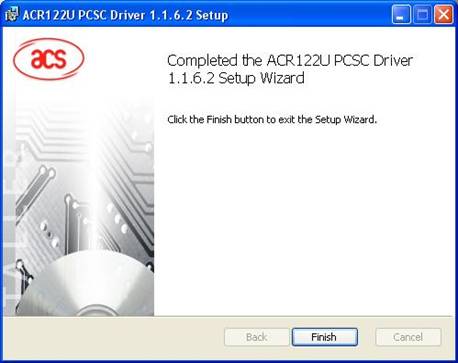 ACR122U PCSC Driver 1.1.6.2 Setup
acs
Completed the ACR122U PCSC Driver
1.1.6.2 Setup Wizard
Click the Finish button to exit the Setup Wizard.
TALLER
Back
Finish
Cancel